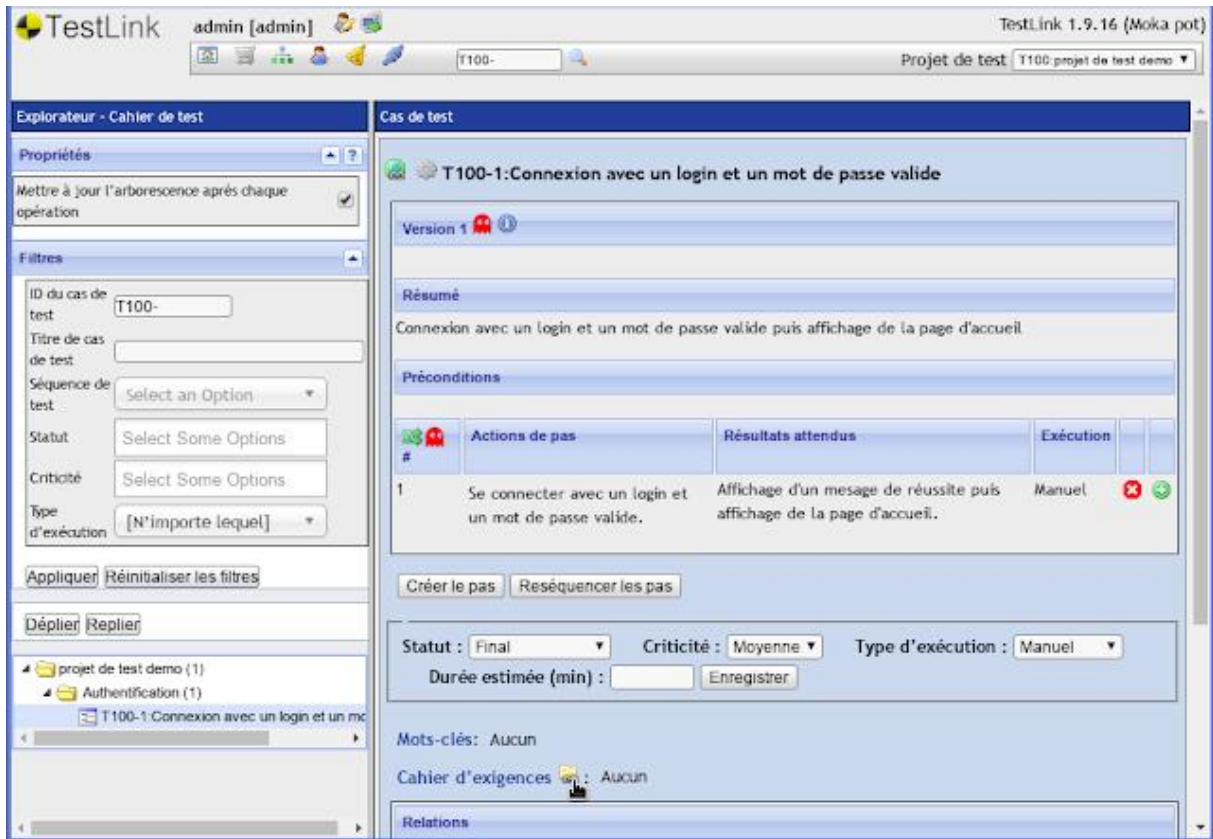 TestLink admin [admin] TestLink 1.9.16 (Moka pot)
T100- Projet de test T100:projet de test demo
Explorateur - Cahier de test
Propriétés ?
Mettre à jour l'arborescence après chaque
opération
Filtres
ID du cas de
test
T100-
Titre de cas
de test
Séquence de
test
Select an Option
Statut Select Some Options
Criticité Select Some Options
Type
d'exécution
[N'importe lequel]
Appliquer Réinitialiser les filtres
Déplier Replier
projet de test demo (1)
Authentification (1)
T100-1:Connexion avec un login et un mo
Cas de test
T100-1:Connexion avec un login et un mot de passe valide
Version 1
Résumé
Connexion avec un login et un mot de passe valide puis affichage de la page d'accueil
Préconditions
# Actions de pas Résultats attendus Exécution
1 Se connecter avec un login et
un mot de passe valide.
Affichage d'un mesage de réussite puis
affichage de la page d'accueil.
Manuel
Créer le pas Reséquencer les pas
Statut : Final Criticité : Moyenne Type d'exécution : Manuel
Durée estimée (min) : Enregistrer
Mots-clés: Aucun
Cahier d'exigences : Aucun
Relations